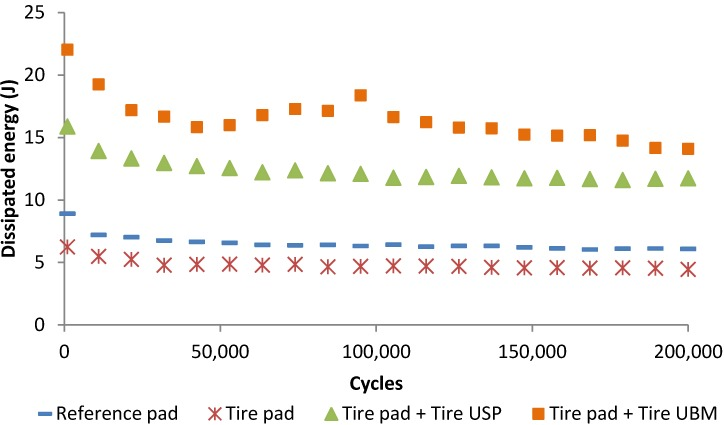 25
20
15
10
5
0
Dissipated energy (J)
0 50,000 100,000 150,000 200,000
Cycles
Reference pad Tire pad Tire pad + Tire USP Tire pad + Tire UBM